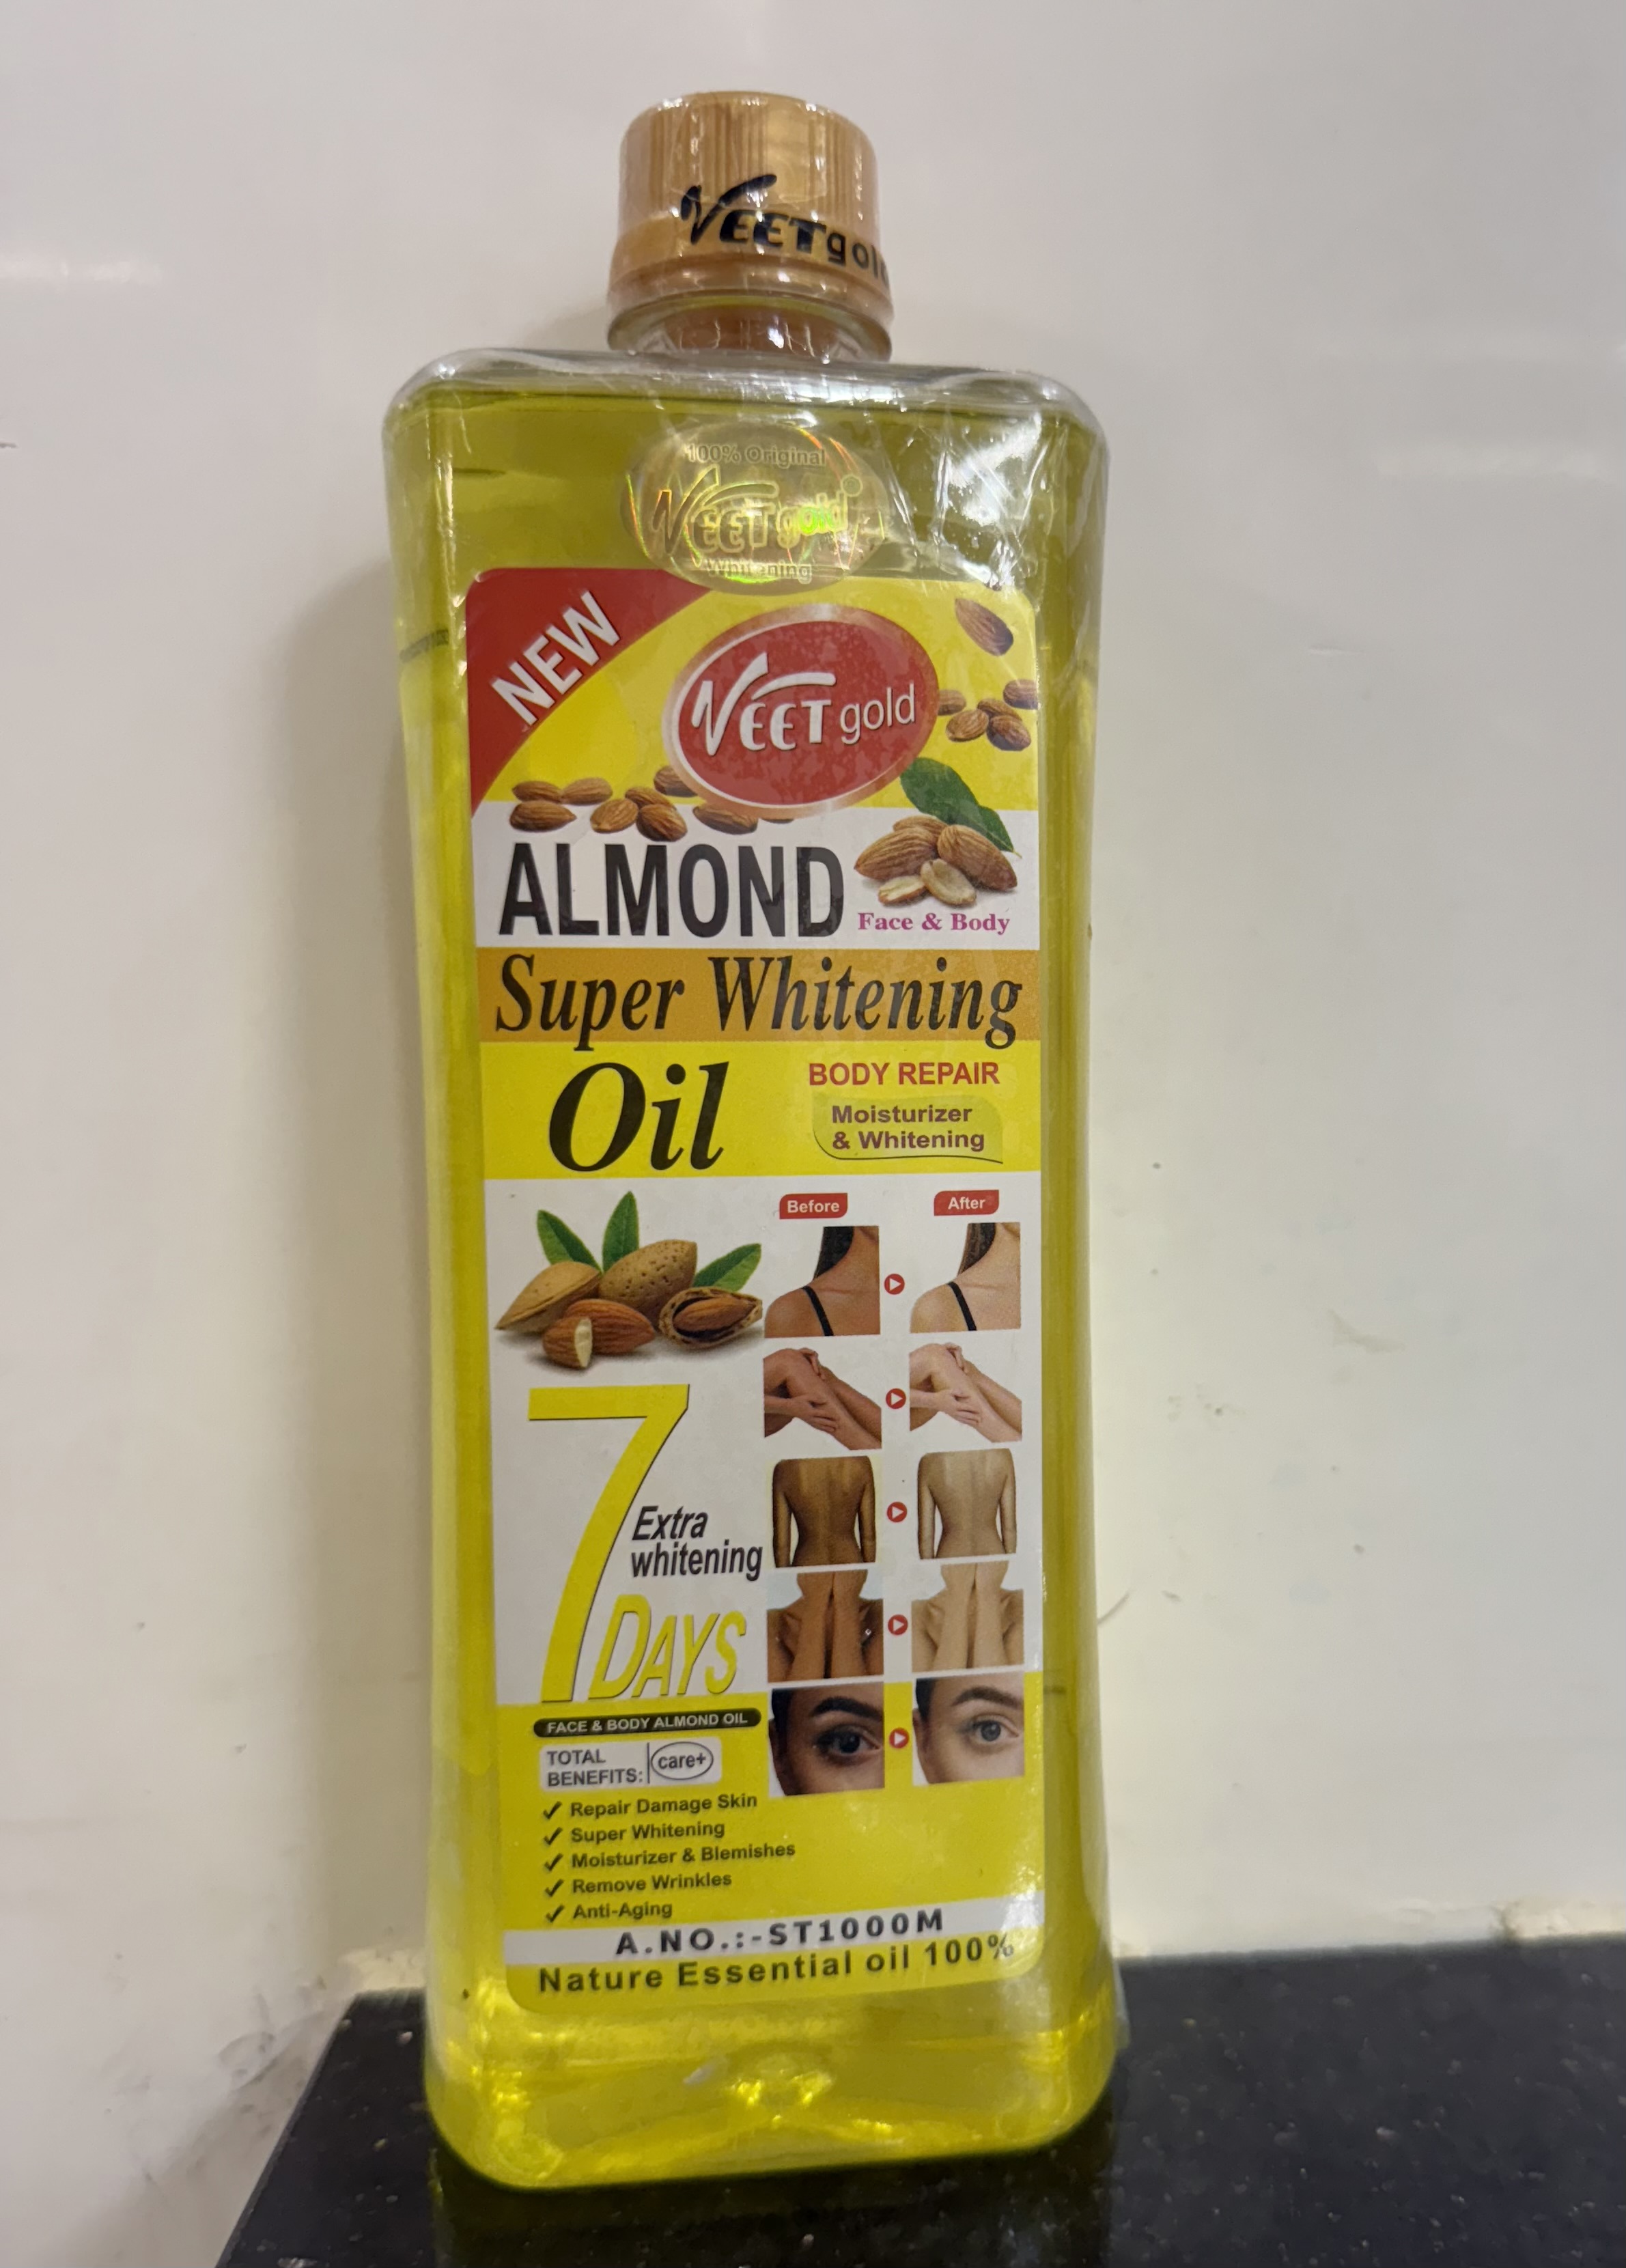 VEETgold
100% Original
VEETgold
Whitening
NEW
VEET gold
ALMOND
Face & Body
Super Whitening
Oil
BODY REPAIR
Moisturizer
& Whitening
Before
After
7
Extra
whitening
DAYS
FACE & BODY ALMOND OIL
TOTAL
BENEFITS:
care+
Repair Damage Skin
Super Whitening
Moisturizer & Blemishes
Remove Wrinkles
Anti-Aging
A.NO.:-ST1000M
Nature Essential oil 100%